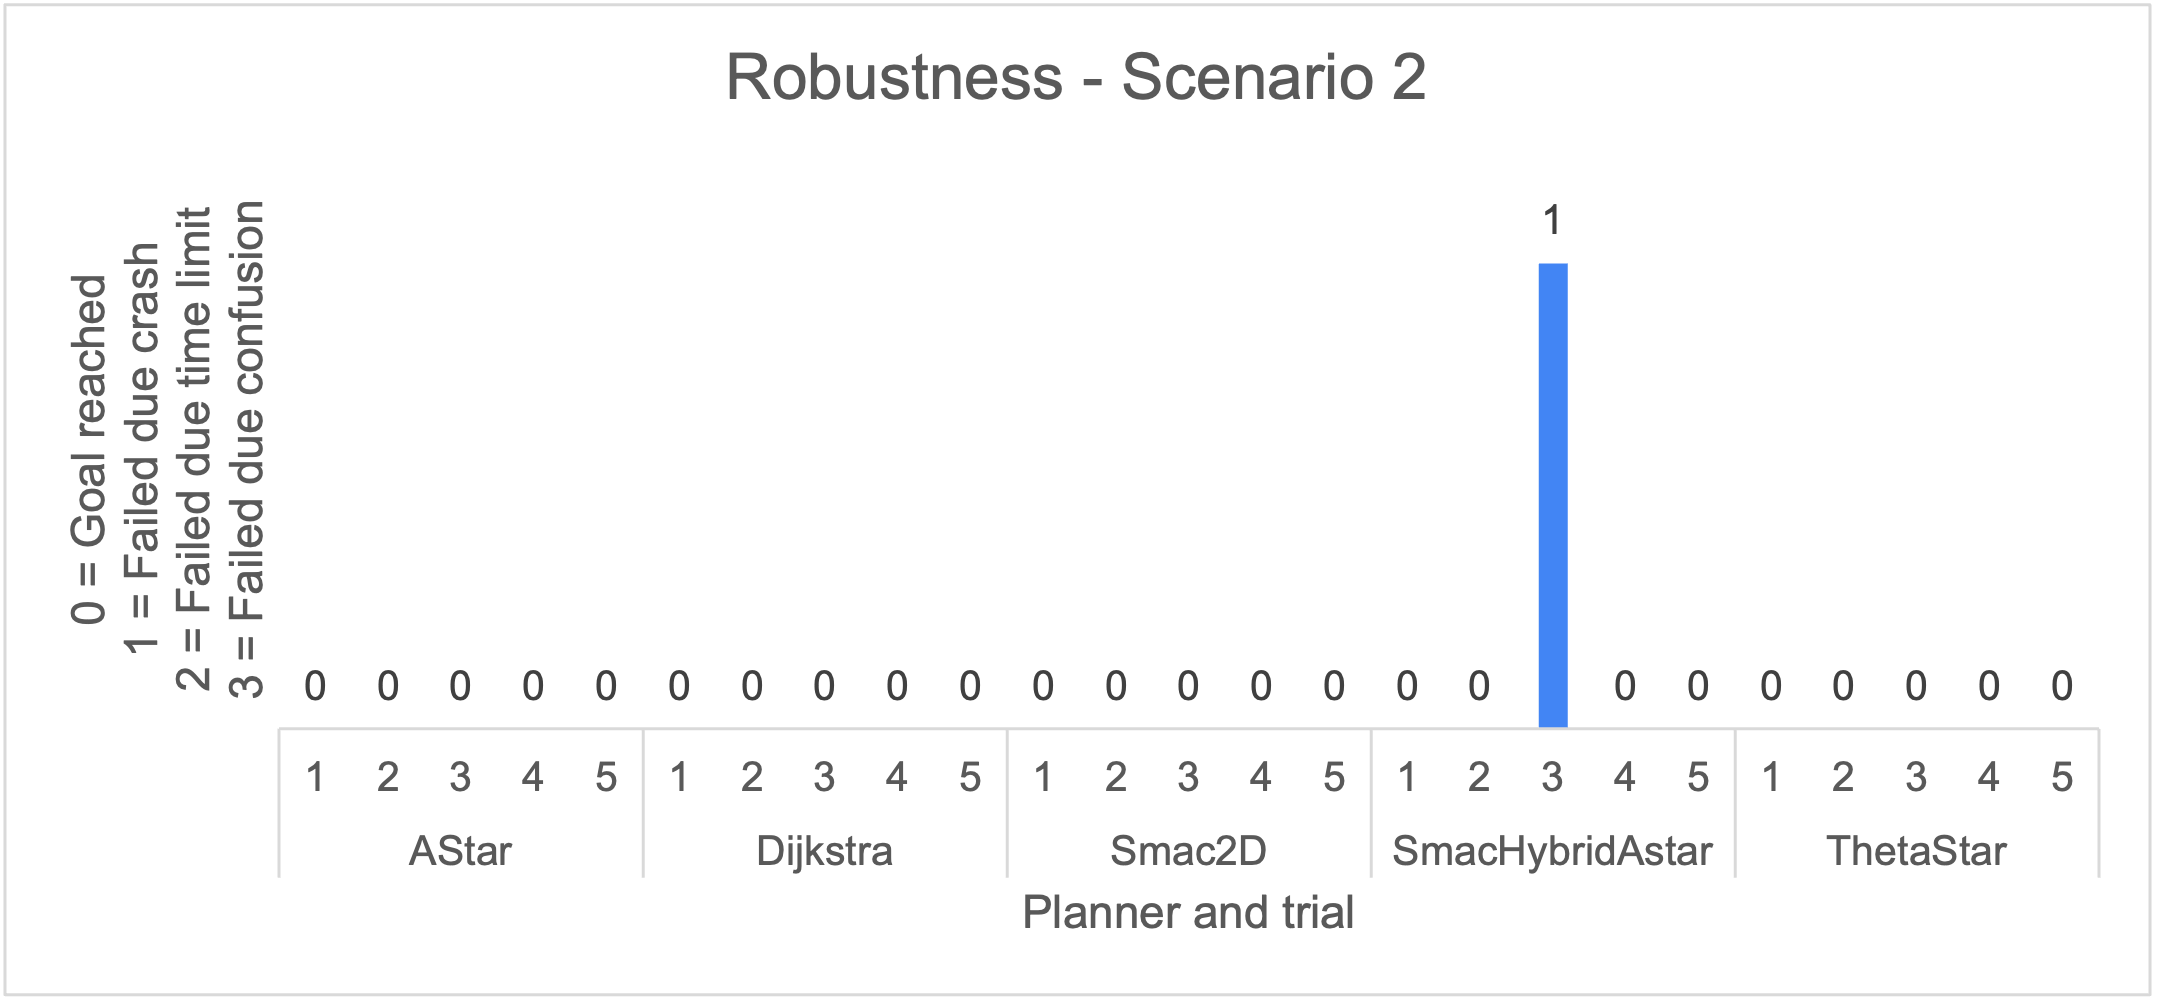 Robustness - Scenario 2
0 = Goal reached
1 = Failed due crash
2 = Failed due time limit
3 = Failed due confusion
1
0 0 0 0 0 0 0 0 0 0 0 0 0 0 0 0 0 0 0 0 0 0 0 0
1 2 3 4 5 1 2 3 4 5 1 2 3 4 5 1 2 3 4 5 1 2 3 4 5
AStar Dijkstra Smac2D SmacHybridAstar ThetaStar
Planner and trial